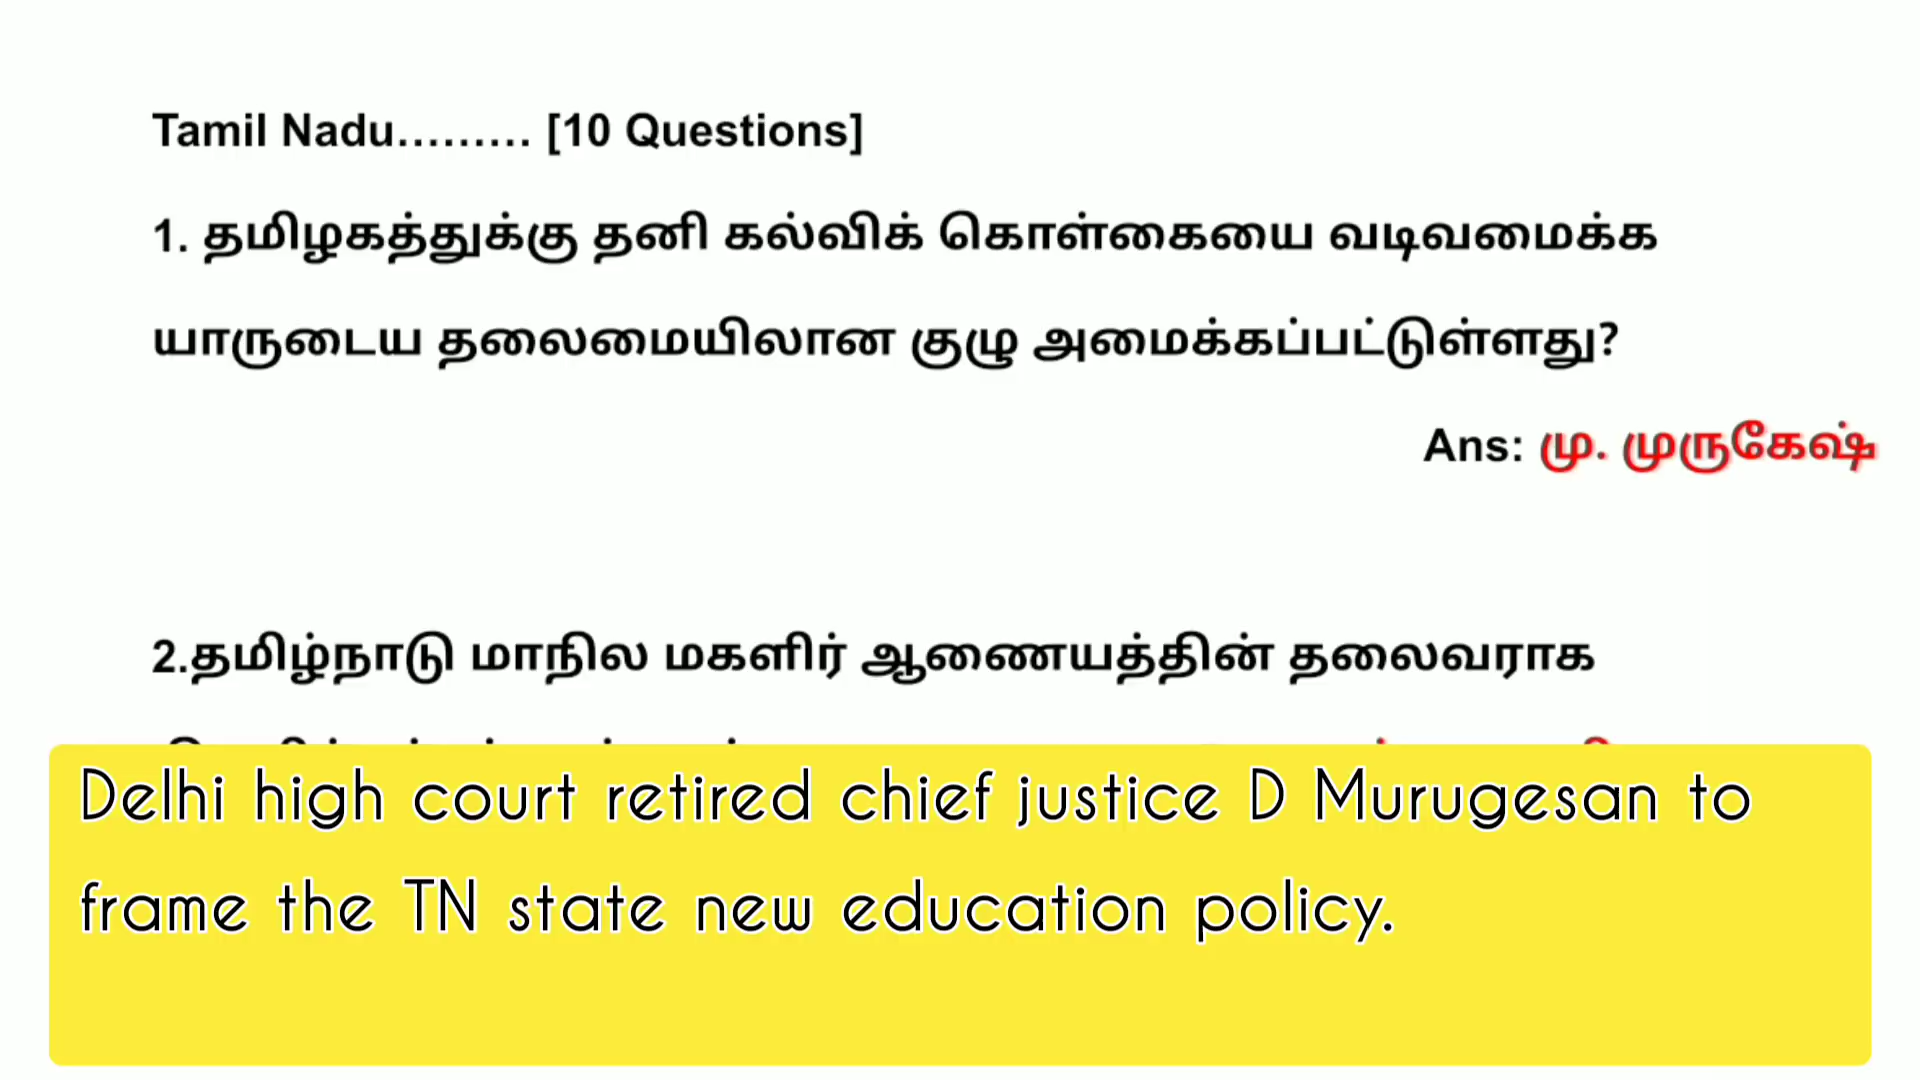 Tamil Nadu......... [10 Questions]
1. தமிழகத்துக்கு தனி கல்விக் கொள்கையை வடிவமைக்க
யாருடைய தலைமையிலான குழு அமைக்கப்பட்டுள்ளது?
Ans: மு. முருகேஷ்
2.தமிழ்நாடு மாநில மகளிர் ஆணையத்தின் தலைவராக
Delhi high court retired chief justice D Murugesan to
frame the TN state new education policy.